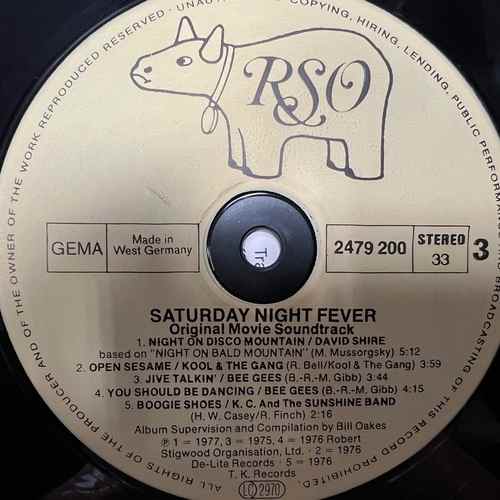 ALL RIGHTS OF THE PRODUCER AND OF THE OWNER OF THE WORK REPRODUCED RESERVED - COPYING, HIRING, LENDING, PUBLIC PERFORMANCE AND BROADCASTING OF THIS RECORD PROHIBITED.
RSO
GEMA
Made in
West Germany
2479 200
STEREO
33
3
SATURDAY NIGHT FEVER
Original Movie Soundtrack
1. NIGHT ON DISCO MOUNTAIN / DAVID SHIRE
based on "NIGHT ON BALD MOUNTAIN" (M. Mussorgsky) 5:12
2. OPEN SESAME / KOOL & THE GANG (R. Bell/Kool & The Gang) 3:59
3. JIVE TALKIN' / BEE GEES (B.-R.-M. Gibb) 3:44
4. YOU SHOULD BE DANCING / BEE GEES (B.-R.-M. Gibb) 4:15
5. BOOGIE SHOES / K. C. And The SUNSHINE BAND
(H. W. Casey/R. Finch) 2:16
Album Supervision and Compilation by Bill Oakes
℗ 1 = 1977, 3 = 1975, 4 = 1976 Robert
Stigwood Organisation, Ltd. · 2 = 1976
De-Lite Records · 5 = 1976
T. K. Records
LC 2970